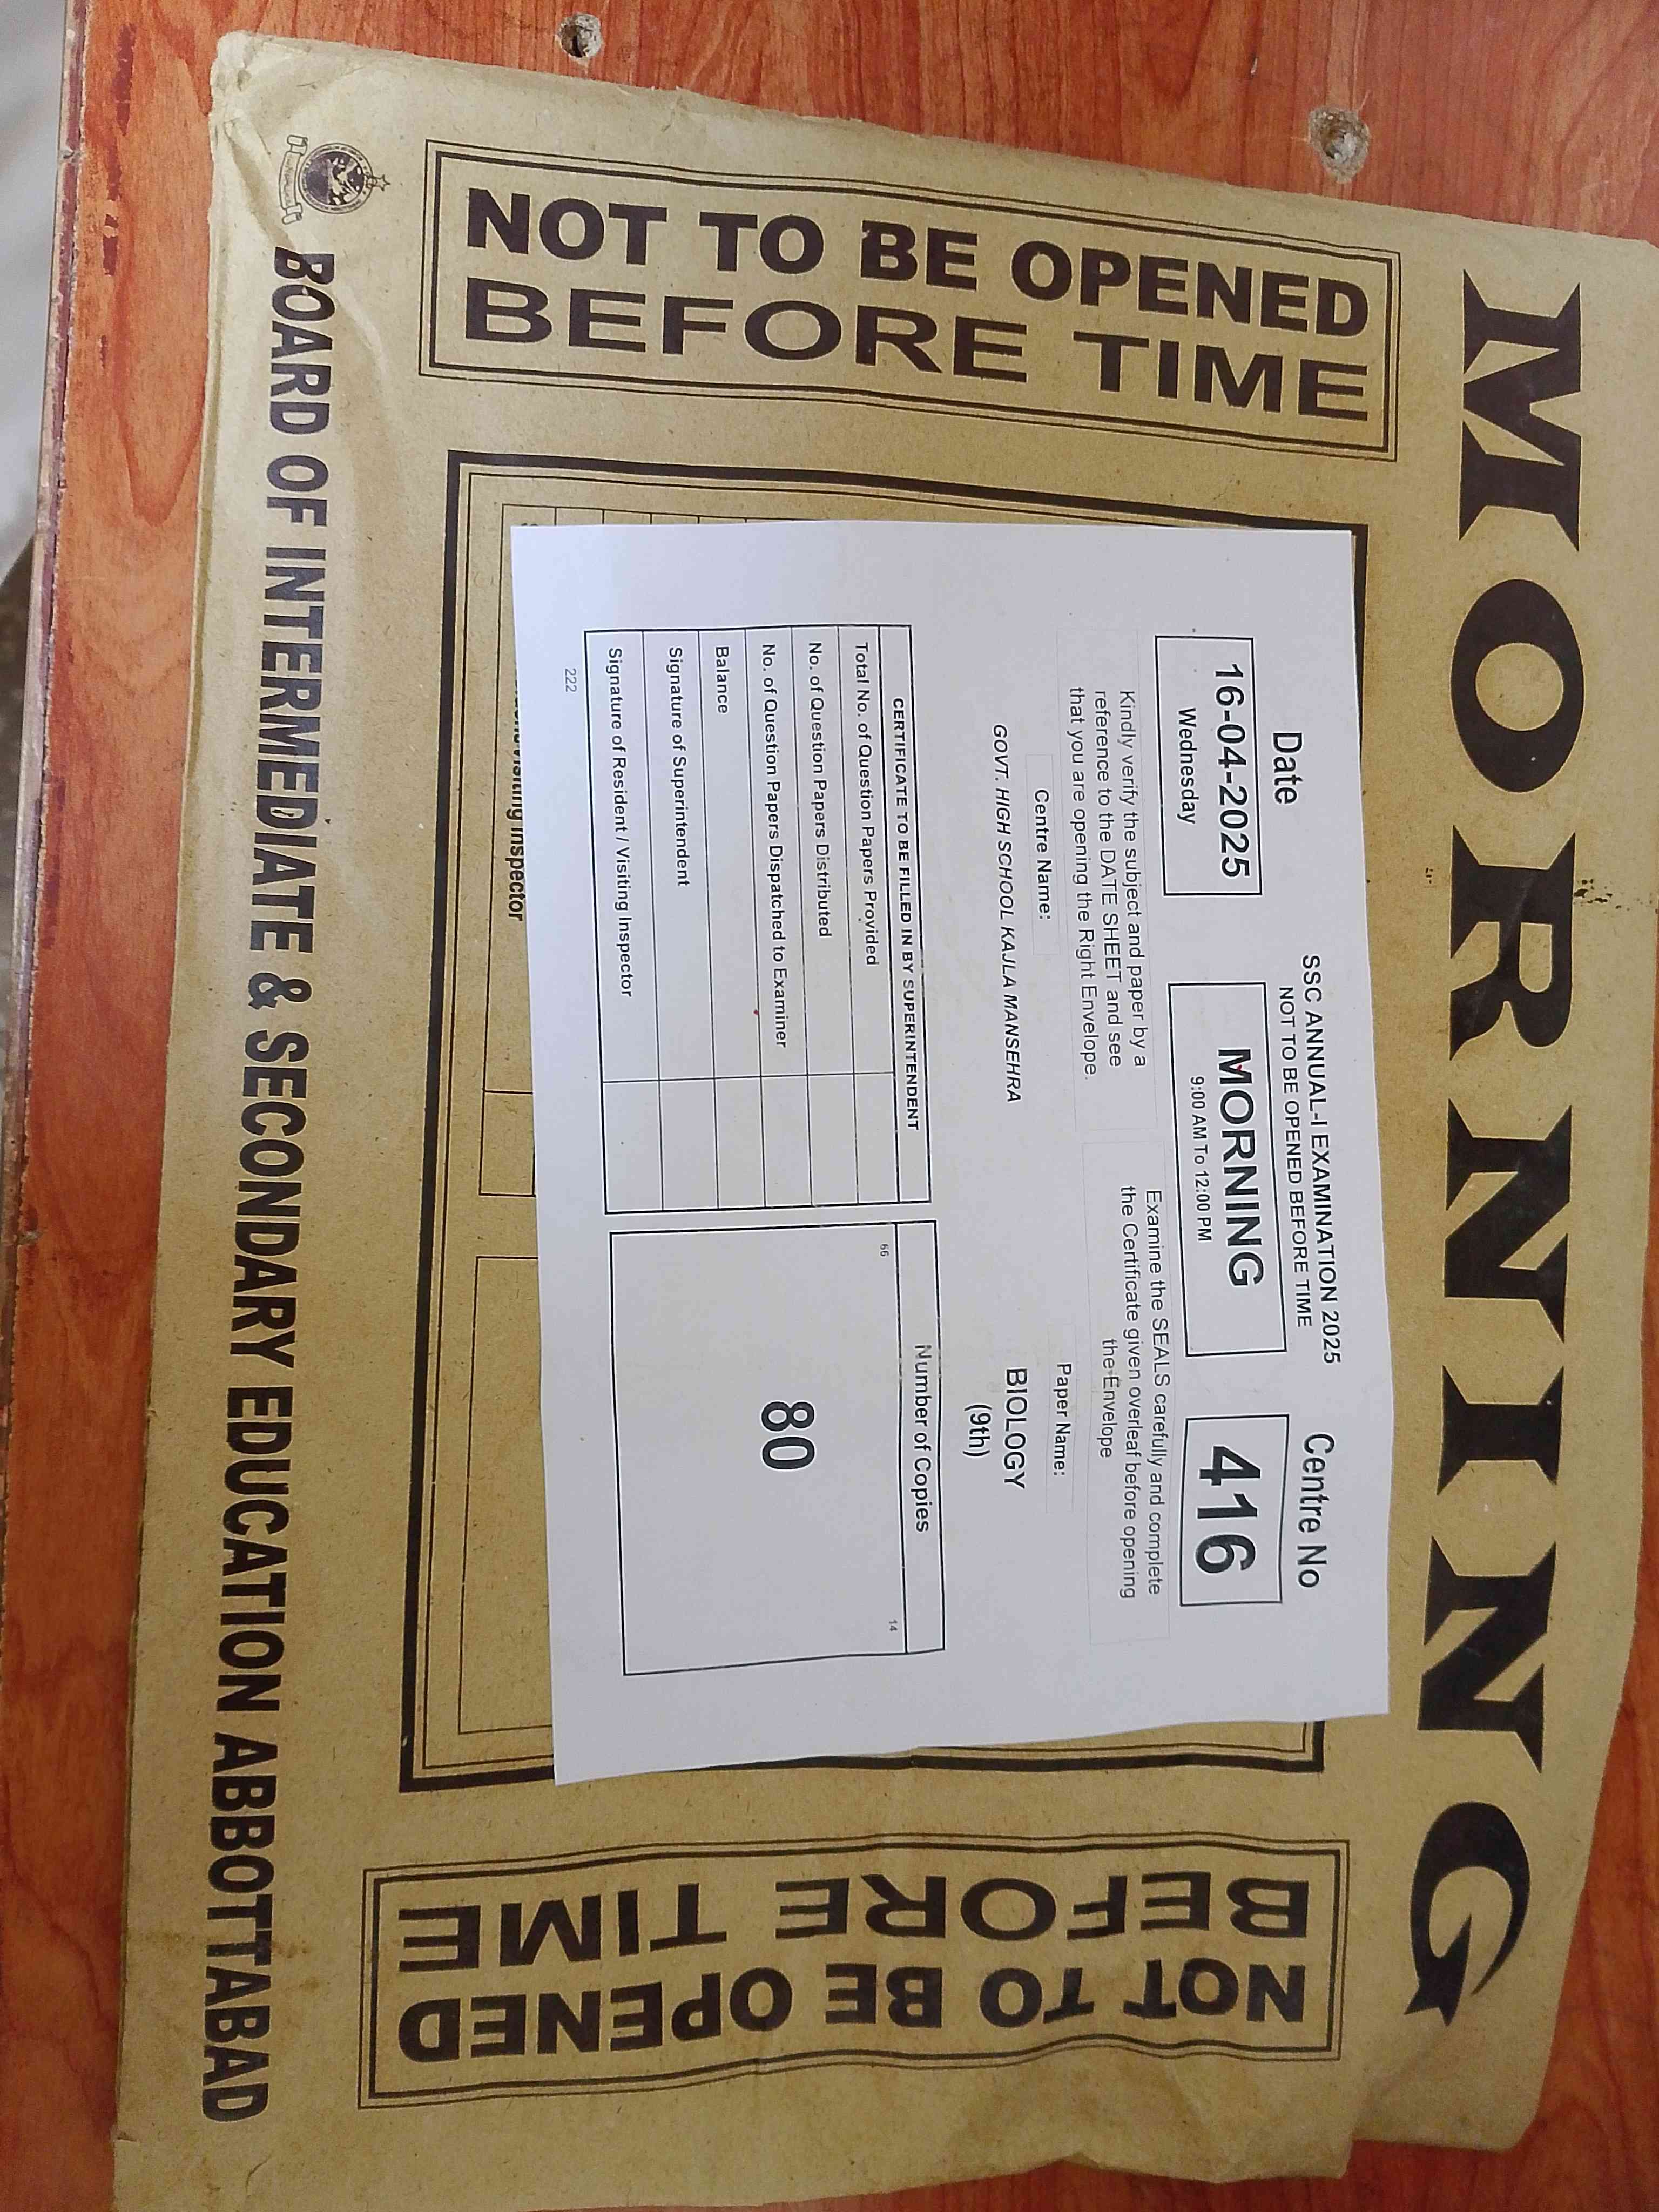 MORNING
NOT TO BE OPENED
BEFORE TIME
SSC ANNUAL-I EXAMINATION 2025
NOT TO BE OPENED BEFORE TIME
Date
16-04-2025
Wednesday
MORNING
9:00 AM To 12:00 PM
Centre No
416
Kindly verify the subject and paper by a
reference to the DATE SHEET and see
that you are opening the Right Envelope.
Examine the SEALS carefully and complete
the Certificate given overleaf before opening
the Envelope
Centre Name:
GOVT. HIGH SCHOOL KAJLA MANSEHRA
Paper Name:
BIOLOGY
(9th)
CERTIFICATE TO BE FILLED IN BY SUPERINTENDENT
Total No. of Question Papers Provided
No. of Question Papers Distributed
No. of Question Papers Dispatched to Examiner
Balance
Signature of Superintendent
Signature of Resident / Visiting Inspector
222
Number of Copies
66
14
80
Inspector
NOT TO BE OPENED
BEFORE TIME
BOARD OF INTERMEDIATE & SECONDARY EDUCATION ABBOTTABAD